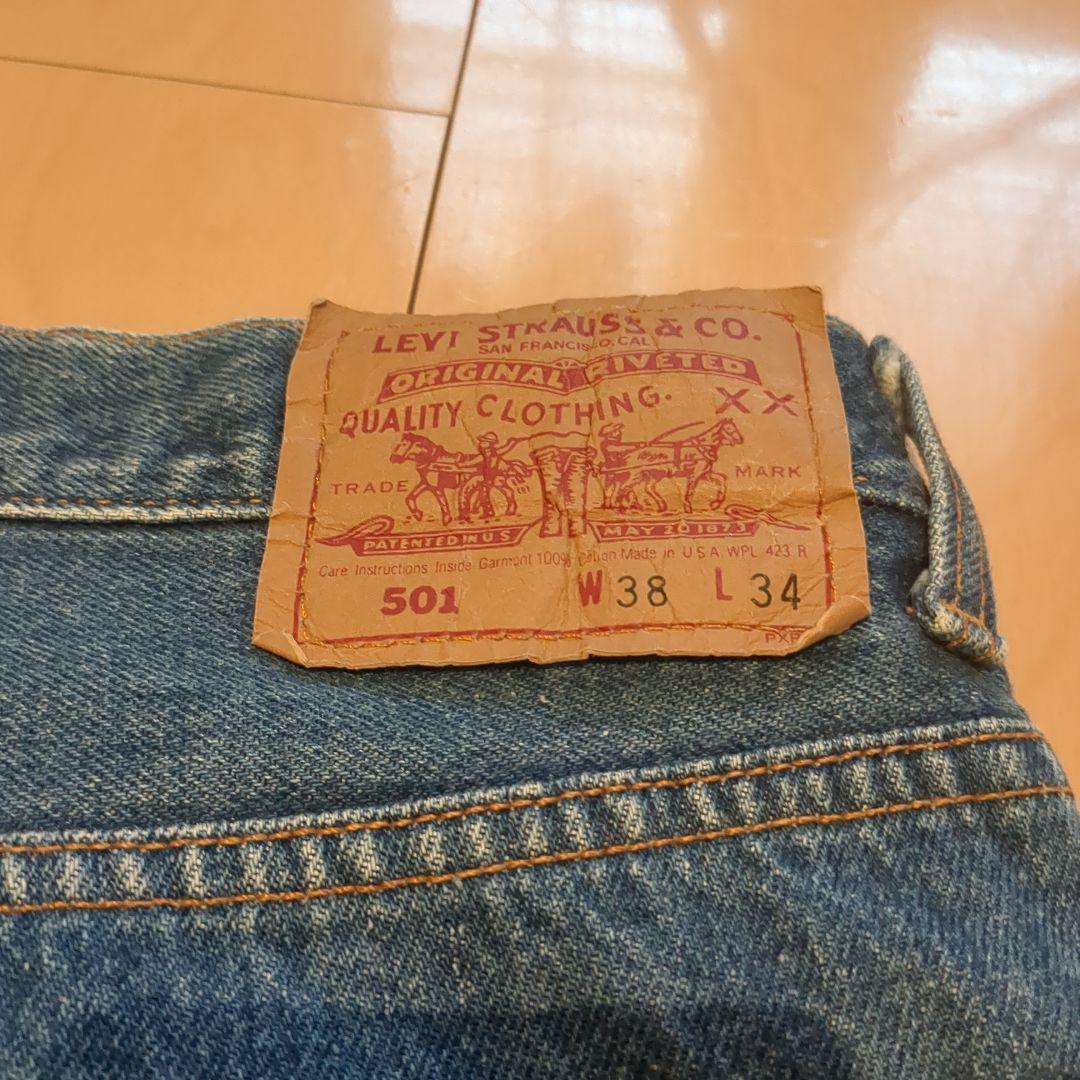 LEVI STRAUSS & CO.
SAN FRANCISCO, CAL
ORIGINAL RIVETED
QUALITY CLOTHING. XX
TRADE MARK
PATENTED IN U S MAY 20 1873
Care Instructions Inside Garment 100% Cotton Made in U S A WPL 423 R
501 W 38 L 34